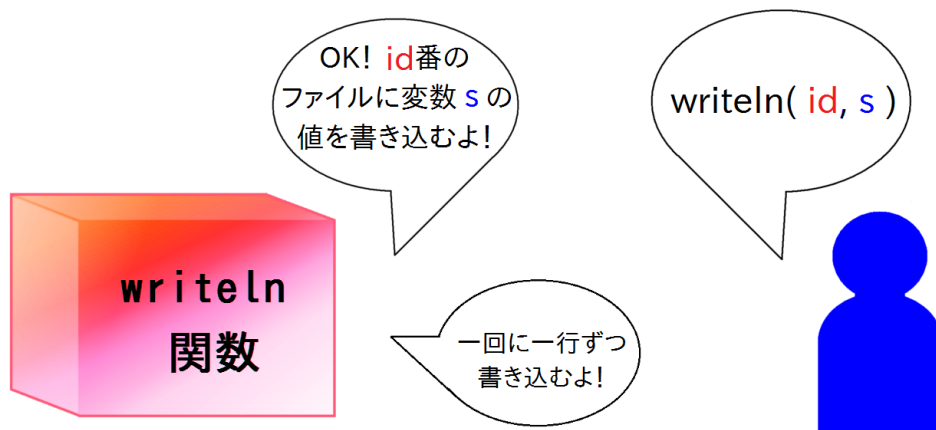 OK! id番の
ファイルに変数 s の
値を書き込むよ!
writeln( id, s )
writeln
関数
一回に一行ずつ
書き込むよ!